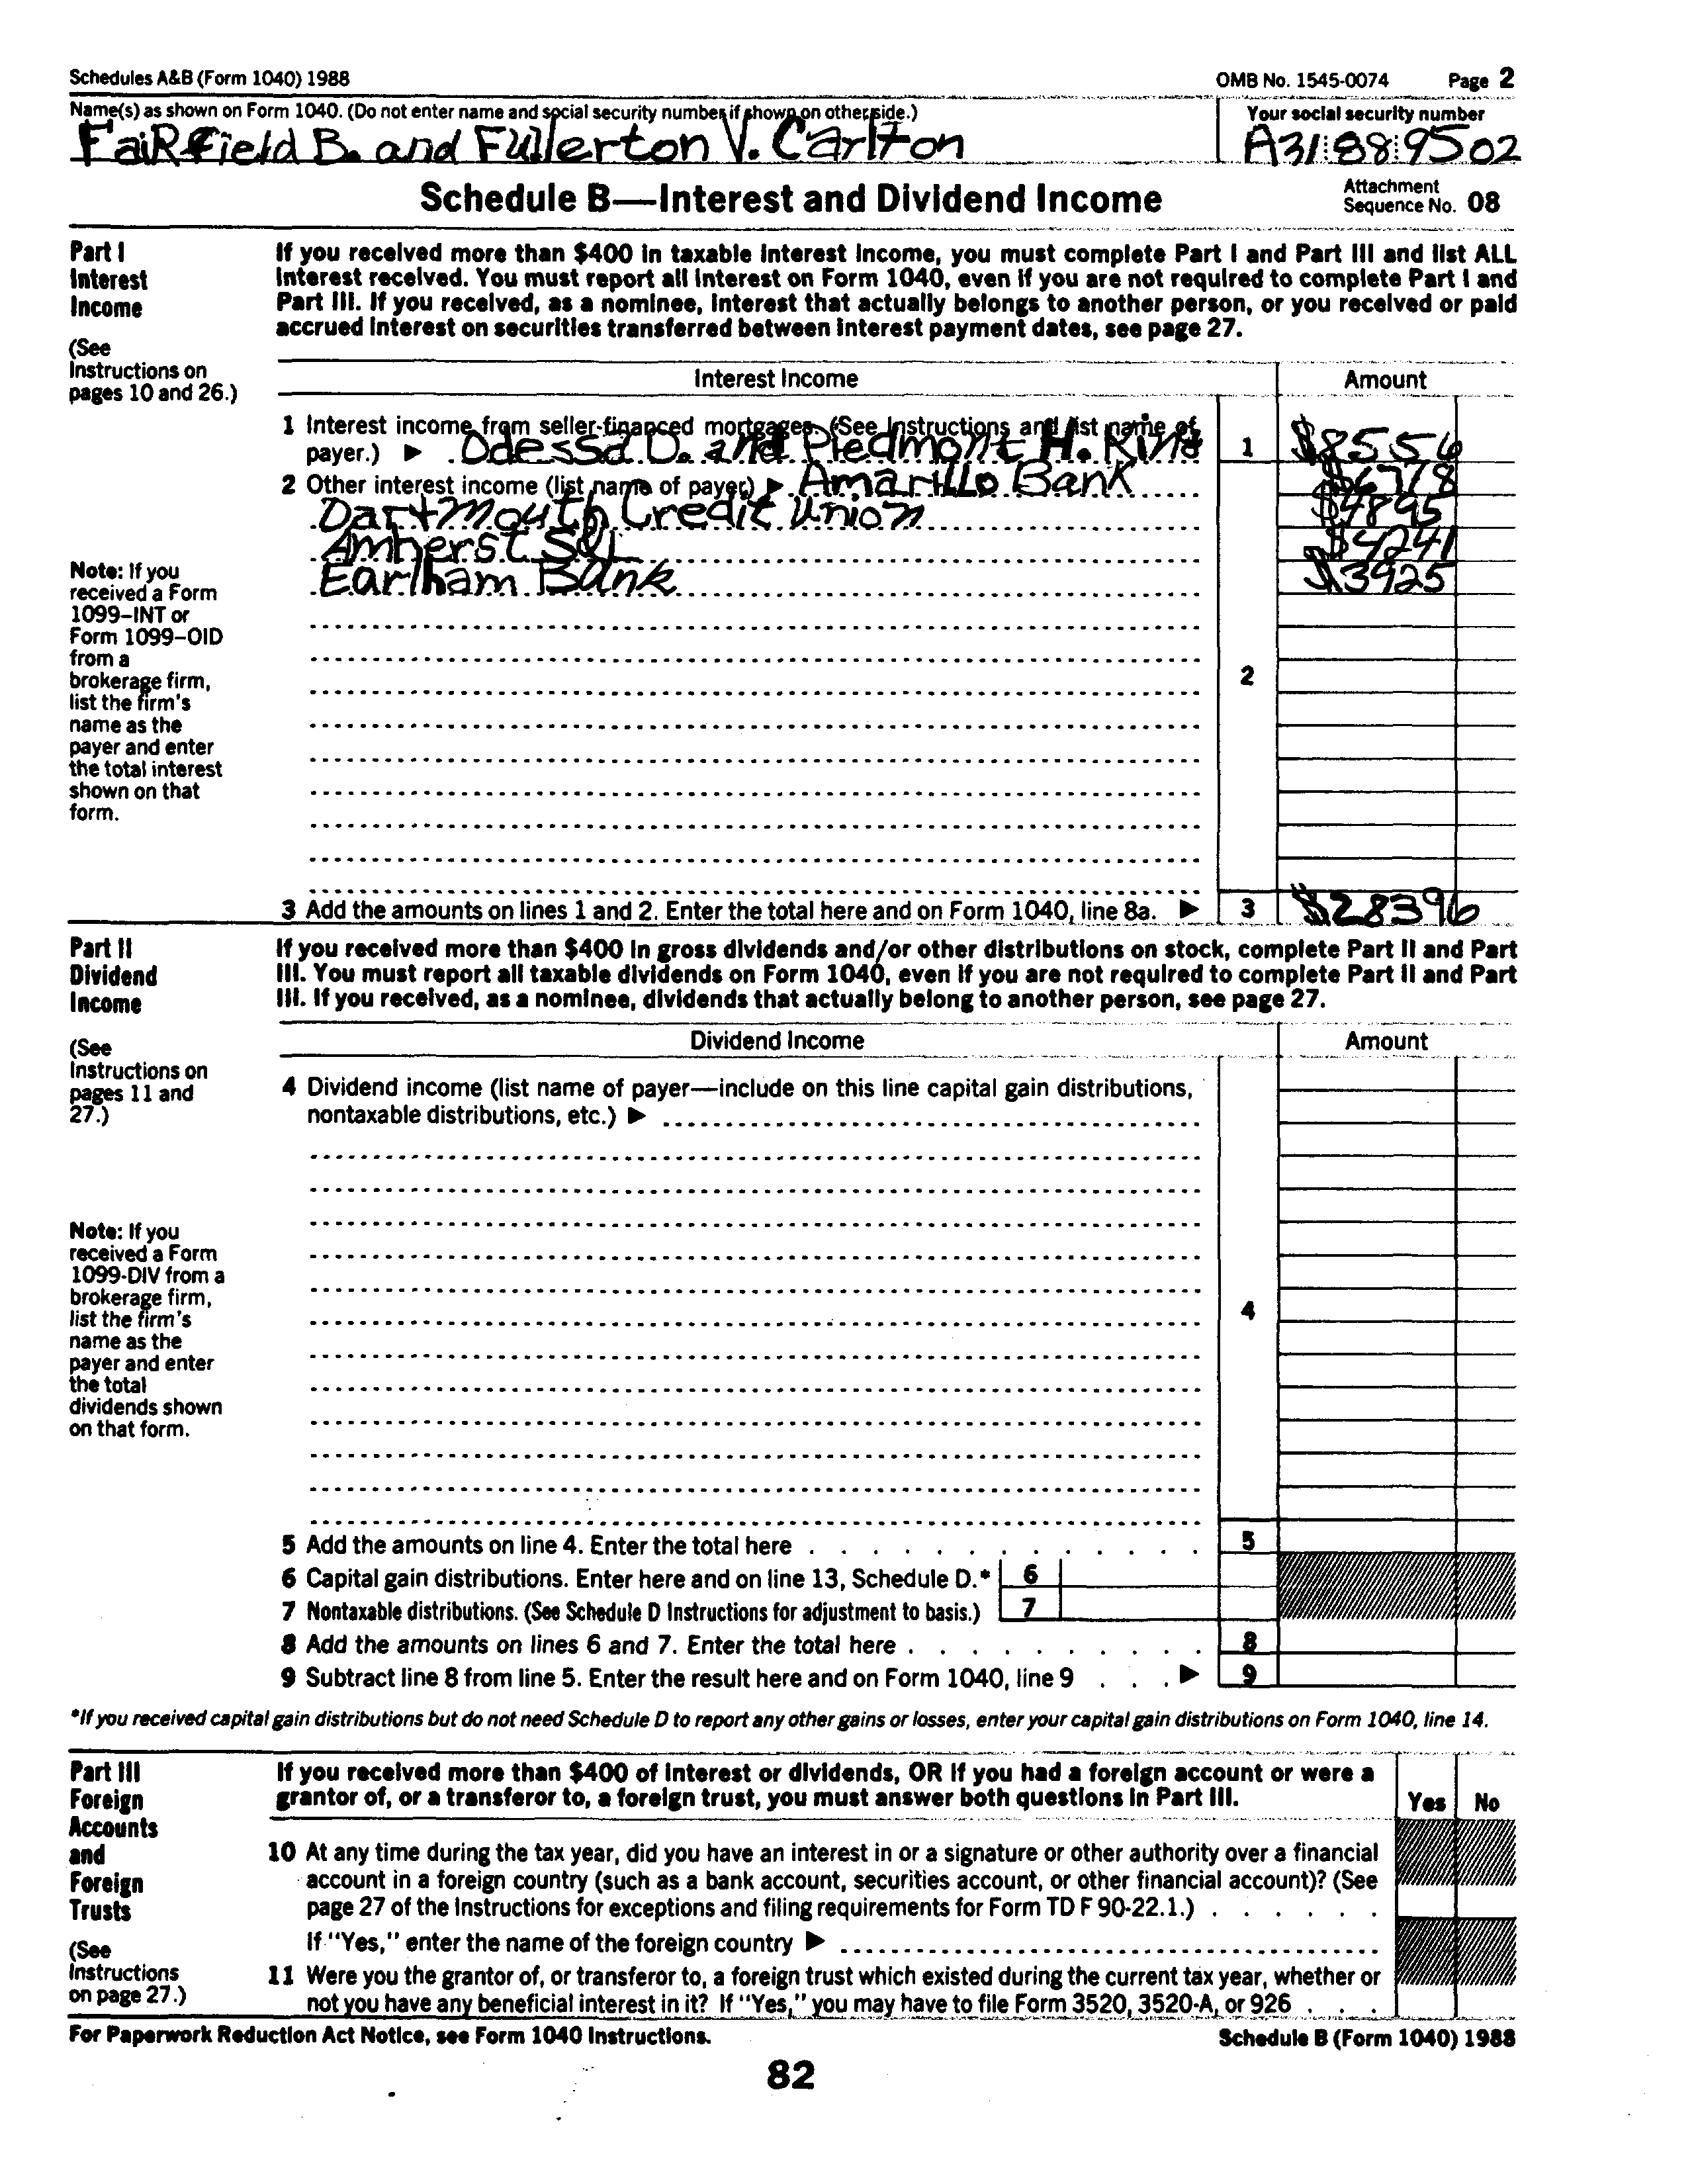 Schedules A&B (Form 1040) 1988 OMB No. 1545-0074 Page 2
Name(s) as shown on Form 1040. (Do not enter name and social security number if shown on other side.) Your social security number
FaiRField B. and Fullerton V. Carlton A31 88 9502
Schedule B—Interest and Dividend Income Attachment Sequence No. 08
Part I
Interest
Income
(See
Instructions on
pages 10 and 26.)
If you received more than $400 in taxable interest income, you must complete Part I and Part III and list ALL
interest received. You must report all interest on Form 1040, even if you are not required to complete Part I and
Part III. If you received, as a nominee, interest that actually belongs to another person, or you received or paid
accrued interest on securities transferred between interest payment dates, see page 27.
Interest Income Amount
1 Interest income from seller-financed mortgages. (See Instructions and list name of
payer.) ▶ Odessa D. and Piedmont H. King 1 $8556
2 Other interest income (list name of payer) ▶ Amarillo Bank $6778
Dartmouth Credit Union $4895
Amherst S&L $4241
Earlham Bank $3925
Note: If you
received a Form
1099–INT or
Form 1099–OID
from a
brokerage firm,
list the firm's
name as the
payer and enter
the total interest
shown on that
form.
2
3 Add the amounts on lines 1 and 2. Enter the total here and on Form 1040, line 8a. ▶ 3 $28396
Part II
Dividend
Income
(See
Instructions on
pages 11 and
27.)
If you received more than $400 in gross dividends and/or other distributions on stock, complete Part II and Part
III. You must report all taxable dividends on Form 1040, even if you are not required to complete Part II and Part
III. If you received, as a nominee, dividends that actually belong to another person, see page 27.
Dividend Income Amount
4 Dividend income (list name of payer—include on this line capital gain distributions,
nontaxable distributions, etc.) ▶
Note: If you
received a Form
1099-DIV from a
brokerage firm,
list the firm's
name as the
payer and enter
the total
dividends shown
on that form.
4
5 Add the amounts on line 4. Enter the total here 5
6 Capital gain distributions. Enter here and on line 13, Schedule D.* 6
7 Nontaxable distributions. (See Schedule D Instructions for adjustment to basis.) 7
8 Add the amounts on lines 6 and 7. Enter the total here 8
9 Subtract line 8 from line 5. Enter the result here and on Form 1040, line 9 ▶ 9
*If you received capital gain distributions but do not need Schedule D to report any other gains or losses, enter your capital gain distributions on Form 1040, line 14.
Part III
Foreign
Accounts
and
Foreign
Trusts
(See
Instructions
on page 27.)
If you received more than $400 of interest or dividends, OR if you had a foreign account or were a
grantor of, or a transferor to, a foreign trust, you must answer both questions in Part III. Yes No
10 At any time during the tax year, did you have an interest in or a signature or other authority over a financial
account in a foreign country (such as a bank account, securities account, or other financial account)? (See
page 27 of the Instructions for exceptions and filing requirements for Form TD F 90-22.1.)
If "Yes," enter the name of the foreign country ▶
11 Were you the grantor of, or transferor to, a foreign trust which existed during the current tax year, whether or
not you have any beneficial interest in it? If "Yes," you may have to file Form 3520, 3520-A, or 926
For Paperwork Reduction Act Notice, see Form 1040 Instructions. Schedule B (Form 1040) 1988
82